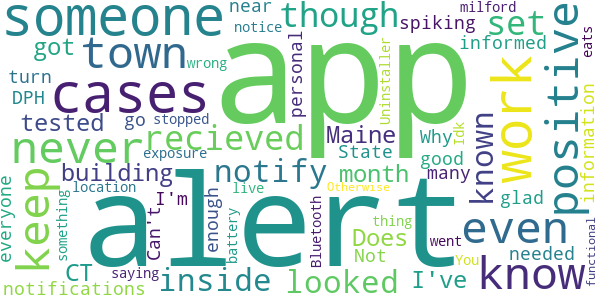 someone though near spiking milford
notice set informed eats
town got
turn wrong
DPH personal Uninstaller
cases app work positive
tested go stopped
never recieved Maine known information
exposure State Why
building notify month good
keep location I'm many glad
everyone something Can't enough live Otherwise
battery Bluetooth thing
alert Does even
saying Not went You Idk
CT inside looked I've needed know functional
notifications